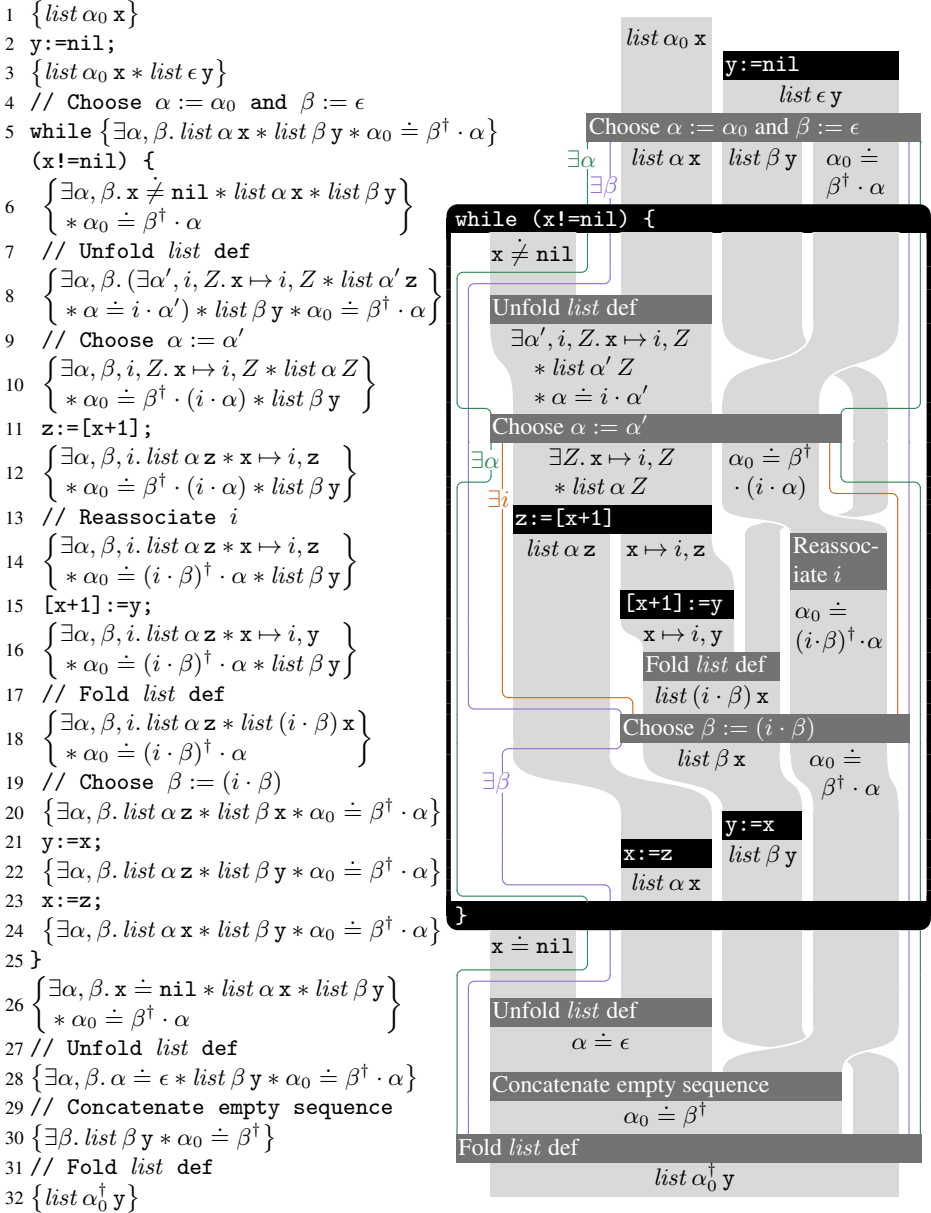 1 {list α₀ x}
2 y:=nil;
3 {list α₀ x ∗ list ϵ y}
4 // Choose α := α₀ and β := ϵ
5 while {∃α, β. list α x ∗ list β y ∗ α₀ ≐ β† · α}
(x!=nil) {
6 {∃α, β. x ≐̸ nil ∗ list α x ∗ list β y
∗ α₀ ≐ β† · α}
7 // Unfold list def
8 {∃α, β. (∃α′, i, Z. x ↦ i, Z ∗ list α′ z
∗ α ≐ i · α′) ∗ list β y ∗ α₀ ≐ β† · α}
9 // Choose α := α′
10 {∃α, β, i, Z. x ↦ i, Z ∗ list α Z
∗ α₀ ≐ β† · (i · α) ∗ list β y}
11 z:=[x+1];
12 {∃α, β, i. list α z ∗ x ↦ i, z
∗ α₀ ≐ β† · (i · α) ∗ list β y}
13 // Reassociate i
14 {∃α, β, i. list α z ∗ x ↦ i, z
∗ α₀ ≐ (i · β)† · α ∗ list β y}
15 [x+1]:=y;
16 {∃α, β, i. list α z ∗ x ↦ i, y
∗ α₀ ≐ (i · β)† · α ∗ list β y}
17 // Fold list def
18 {∃α, β, i. list α z ∗ list (i · β) x
∗ α₀ ≐ (i · β)† · α}
19 // Choose β := (i · β)
20 {∃α, β. list α z ∗ list β x ∗ α₀ ≐ β† · α}
21 y:=x;
22 {∃α, β. list α z ∗ list β y ∗ α₀ ≐ β† · α}
23 x:=z;
24 {∃α, β. list α x ∗ list β y ∗ α₀ ≐ β† · α}
25 }
26 {∃α, β. x ≐ nil ∗ list α x ∗ list β y
∗ α₀ ≐ β† · α}
27 // Unfold list def
28 {∃α, β. α ≐ ϵ ∗ list β y ∗ α₀ ≐ β† · α}
29 // Concatenate empty sequence
30 {∃β. list β y ∗ α₀ ≐ β†}
31 // Fold list def
32 {list α₀† y}
list α₀ x
y:=nil
list ϵ y
Choose α := α₀ and β := ϵ
∃α list α x list β y α₀ ≐
∃β β† · α
while (x!=nil) {
x ≐̸ nil
Unfold list def
∃α′, i, Z. x ↦ i, Z
∗ list α′ Z
∗ α ≐ i · α′
Choose α := α′
∃α ∃Z. x ↦ i, Z α₀ ≐ β†
∗ list α Z · (i · α)
∃i
z:=[x+1]
list α z x ↦ i, z
Reassoc-
iate i
[x+1]:=y
α₀ ≐
x ↦ i, y (i·β)† ·α
Fold list def
list (i · β) x
Choose β := (i · β)
list β x α₀ ≐
∃β β† · α
y:=x
x:=z list β y
list α x
}
x ≐ nil
Unfold list def
α ≐ ϵ
Concatenate empty sequence
α₀ ≐ β†
Fold list def
list α₀† y